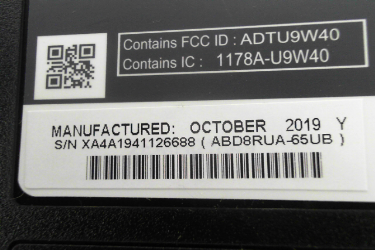 Contains FCC ID : ADTU9W40
Contains IC : 1178A-U9W40
MANUFACTURED: OCTOBER 2019 Y
S/N XA4A1941126688 ( ABD8RUA-65UB )